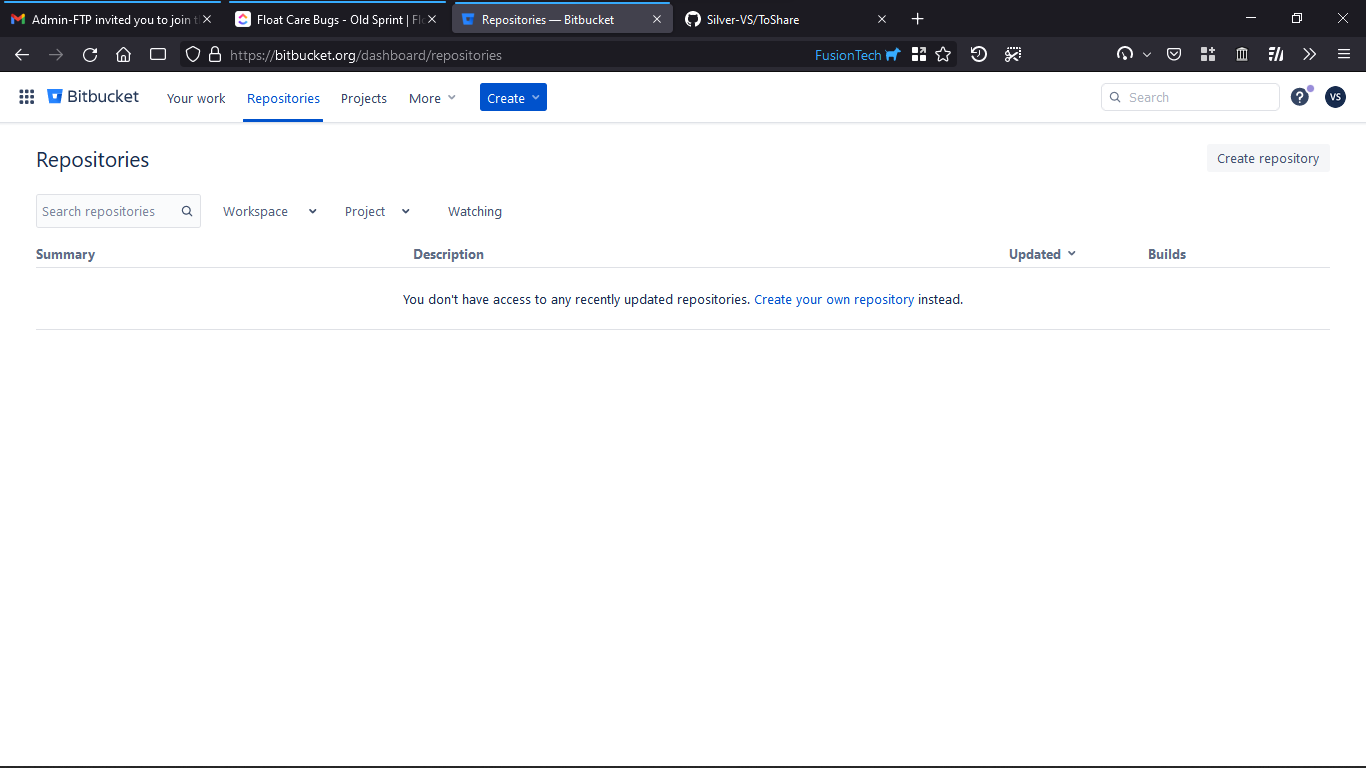 Admin-FTP invited you to join t
Float Care Bugs - Old Sprint | Fl
Repositories — Bitbucket
Silver-VS/ToShare
https://bitbucket.org/dashboard/repositories
FusionTech
Bitbucket
Your work
Repositories
Projects
More
Create
Search
?
VS
Repositories
Create repository
Search repositories
Workspace
Project
Watching
Summary
Description
Updated
Builds
You don't have access to any recently updated repositories. Create your own repository instead.